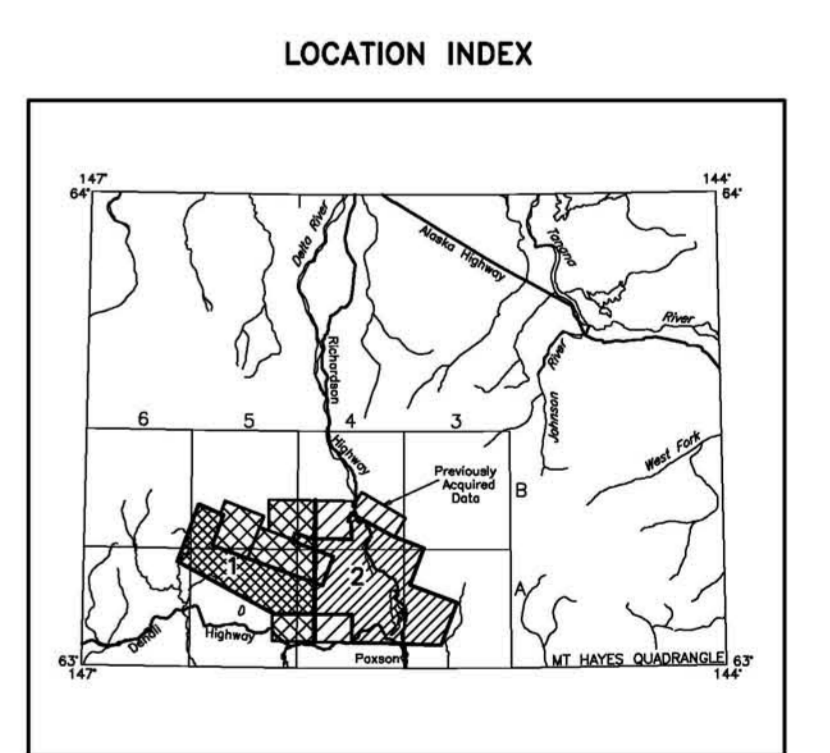 LOCATION INDEX
147°
144°
64°
64°
Delta River
Alaska Highway
Tanana
River
Richardson
River
Johnson
6
5
4
3
Highway
West Fork
Previously
Acquired
Data
B
1
2
A
Denali
Highway
Paxson
MT HAYES QUADRANGLE
63°
63°
147°
144°